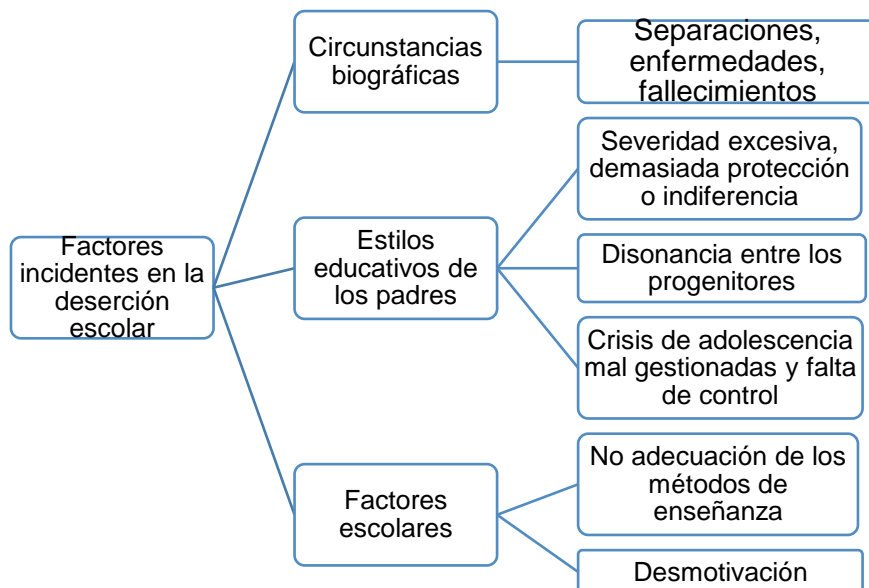 Factores
incidentes en la
deserción
escolar
Circunstancias
biográficas
Separaciones,
enfermedades,
fallecimientos
Estilos
educativos de
los padres
Severidad excesiva,
demasiada protección
o indiferencia
Disonancia entre los
progenitores
Crisis de adolescencia
mal gestionadas y falta
de control
Factores
escolares
No adecuación de los
métodos de
enseñanza
Desmotivación